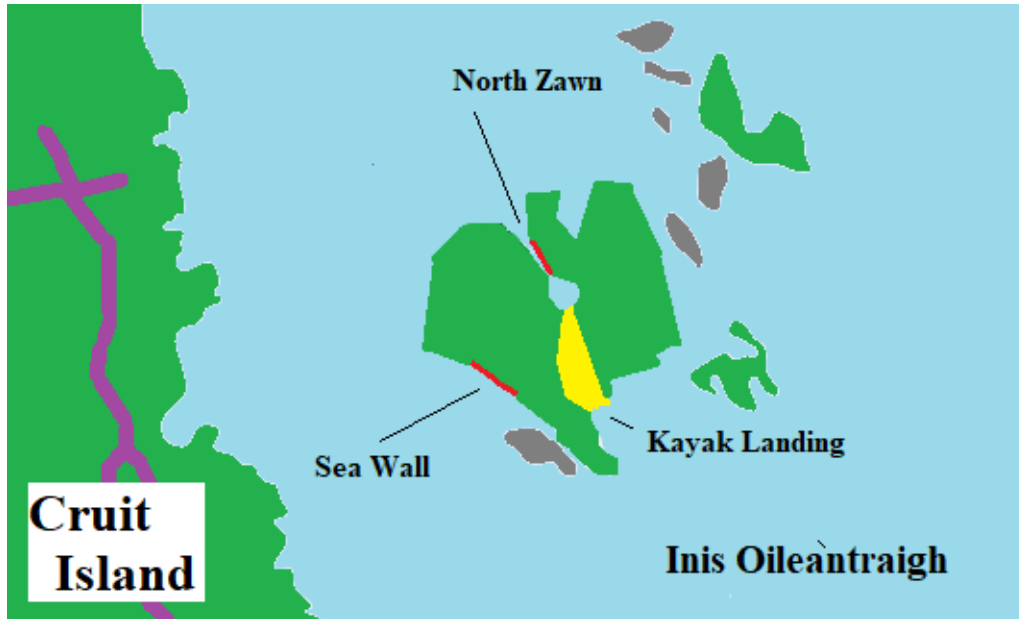 North Zawn
Kayak Landing
Sea Wall
Cruit
Island
Inis Oileantraigh